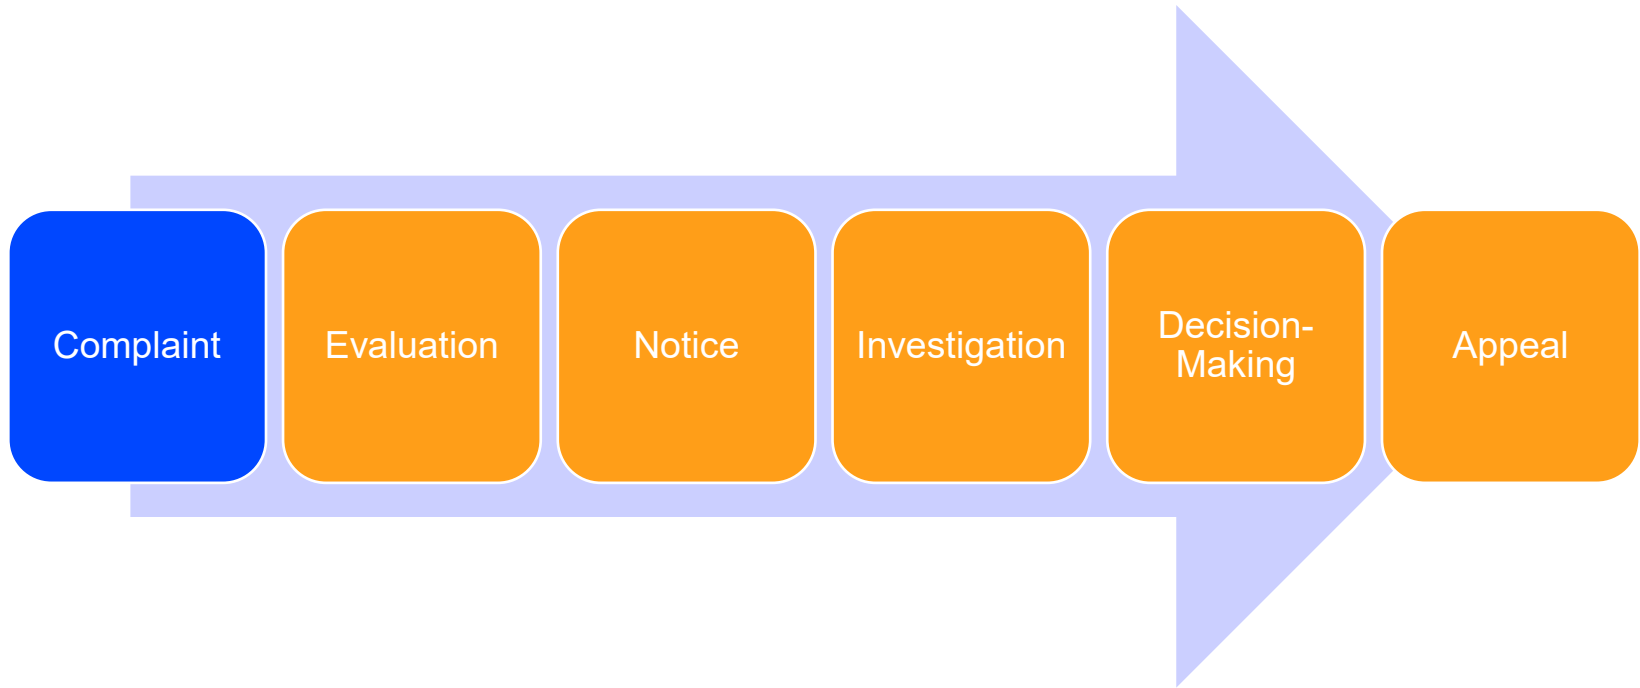 Complaint
Evaluation
Notice
Investigation
Decision-
Making
Appeal